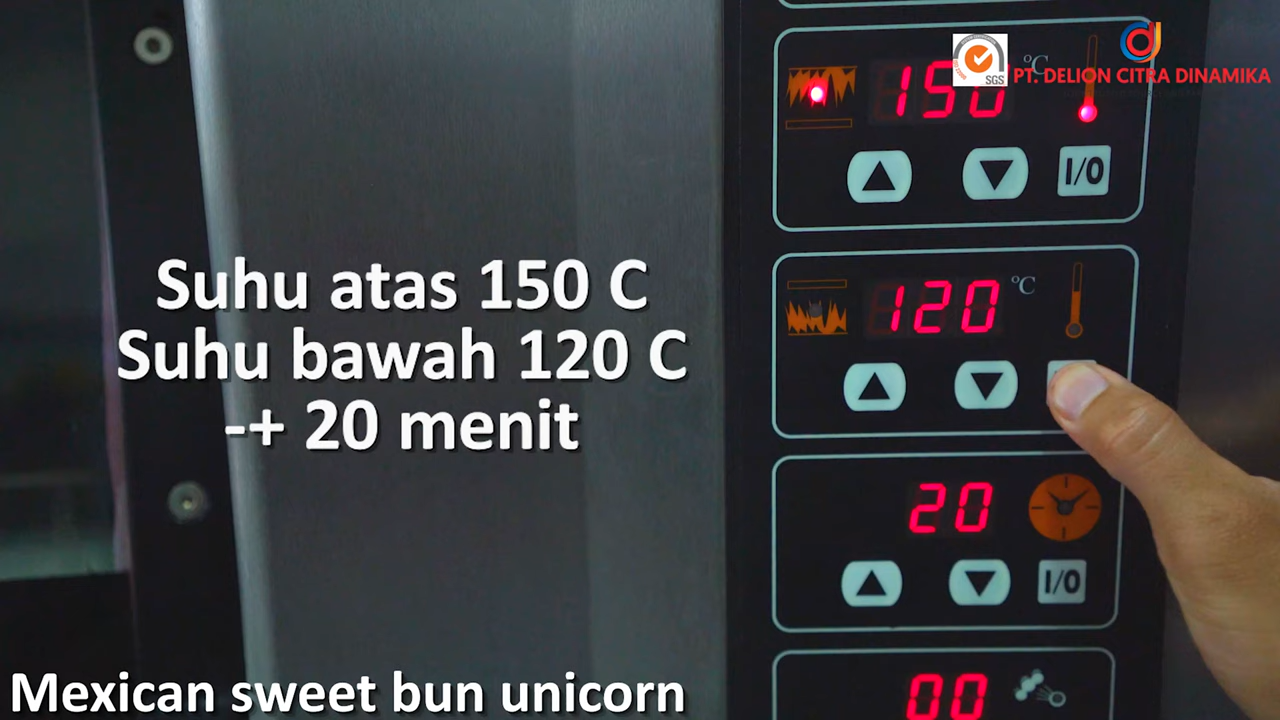 SGS
PT. DELION CITRA DINAMIKA
150 °C
I/O
Suhu atas 150 C
Suhu bawah 120 C
-+ 20 menit
120 °C
20
I/O
00
Mexican sweet bun unicorn